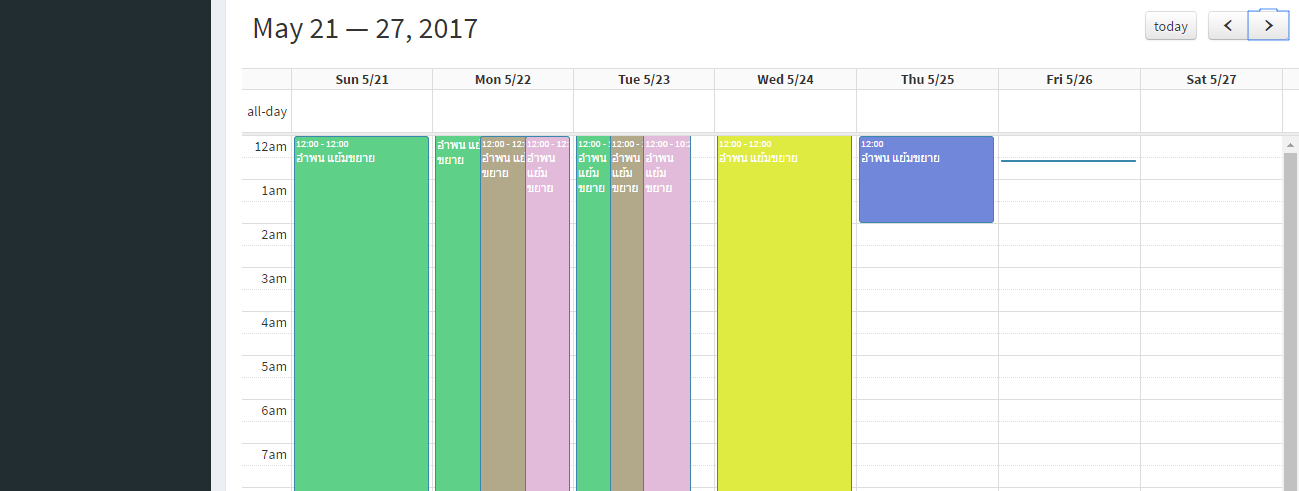 May 21 — 27, 2017
today
Sun 5/21 Mon 5/22 Tue 5/23 Wed 5/24 Thu 5/25 Fri 5/26 Sat 5/27
all-day
12am
1am
2am
3am
4am
5am
6am
7am
12:00 - 12:00
อำพน แย้มขยาย
อำพน แย้
ขยาย
12:00 - 12:
อำพน แย้
ขยาย
12:00 - 12:
อำพน
แย้ม
ขยาย
12:00 -
อำพน
แย้ม
ขยาย
12:00 -
อำพน
แย้ม
ขยาย
12:00 - 10:
อำพน
แย้ม
ขยาย
12:00 - 12:00
อำพน แย้มขยาย
12:00
อำพน แย้มขยาย